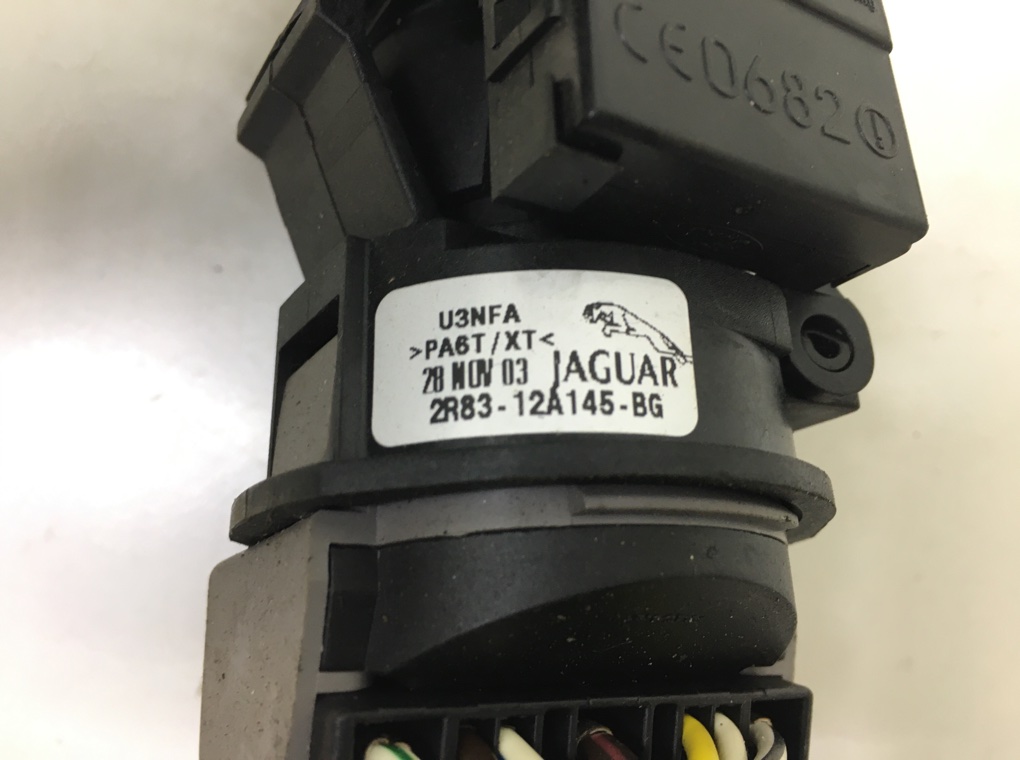 CE0682
U3NFA
>PA6T/XT<
28 NOV 03 JAGUAR
2R83-12A145-BG